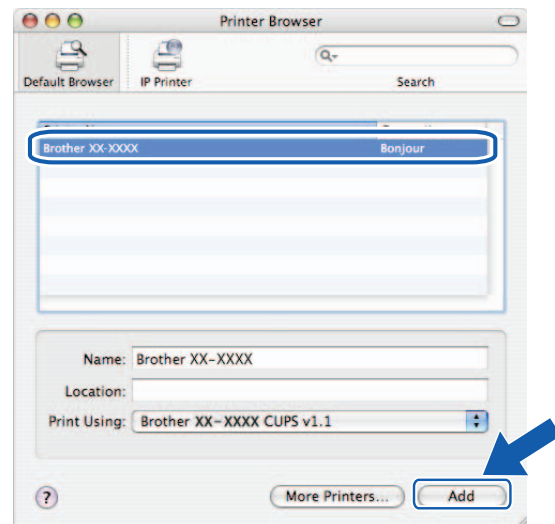 Printer Browser
Default Browser
IP Printer
Search
Brother XX-XXXX Bonjour
Name: Brother XX-XXXX
Location:
Print Using: Brother XX-XXXX CUPS v1.1
? More Printers... Add